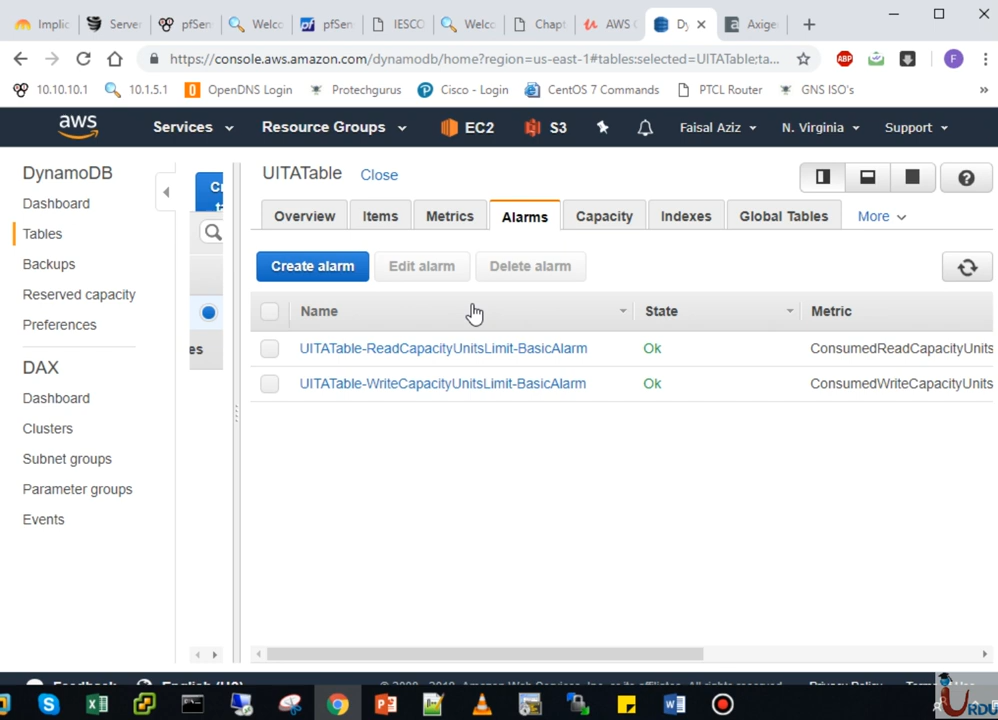 Implic
Server
pfSen
Welco
pfSen
IESCO
Welco
Chapt
AWS
Dy
Axige
https://console.aws.amazon.com/dynamodb/home?region=us-east-1#tables:selected=UITATable;ta...
ABP
F
10.10.10.1
10.1.5.1
OpenDNS Login
Protechgurus
Cisco - Login
CentOS 7 Commands
PTCL Router
GNS ISO's
aws
Services
Resource Groups
EC2
S3
Faisal Aziz
N. Virginia
Support
DynamoDB
Dashboard
Tables
Backups
Reserved capacity
Preferences
DAX
Dashboard
Clusters
Subnet groups
Parameter groups
Events
es
UITATable Close
Overview
Items
Metrics
Alarms
Capacity
Indexes
Global Tables
More
Create alarm
Edit alarm
Delete alarm
Name State Metric
UITATable-ReadCapacityUnitsLimit-BasicAlarm Ok ConsumedReadCapacityUnits
UITATable-WriteCapacityUnitsLimit-BasicAlarm Ok ConsumedWriteCapacityUnits
URDU